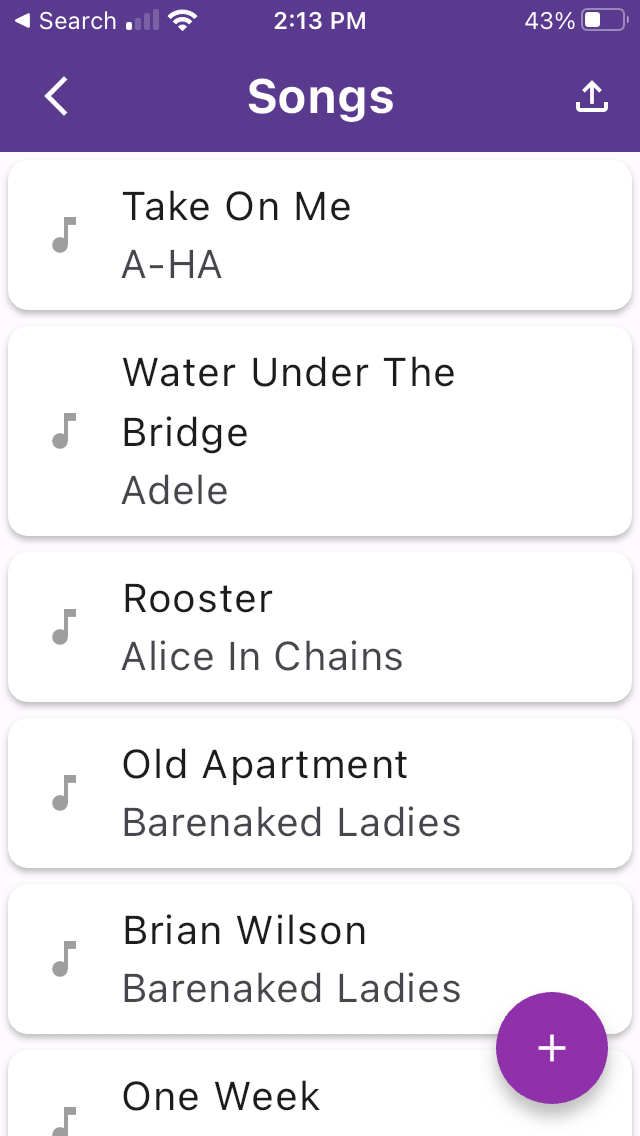 Search 2:13 PM 43%
Songs
Take On Me
A-HA
Water Under The
Bridge
Adele
Rooster
Alice In Chains
Old Apartment
Barenaked Ladies
Brian Wilson
Barenaked Ladies
One Week